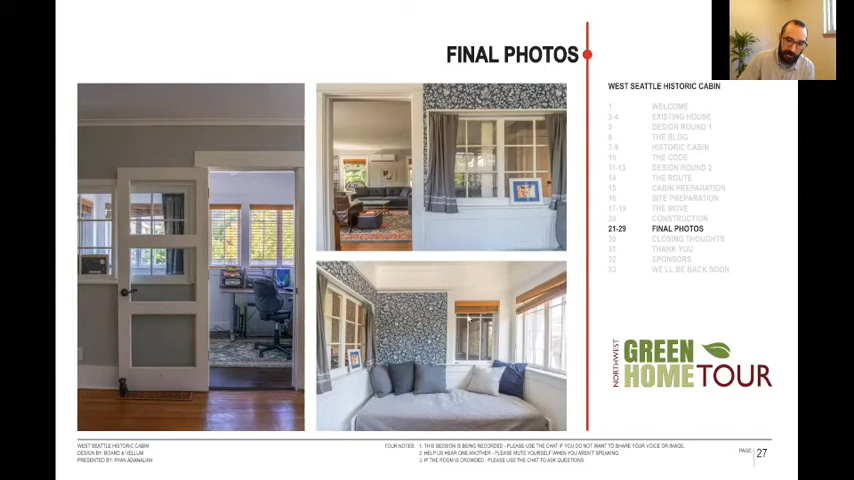 FINAL PHOTOS
WEST SEATTLE HISTORIC CABIN
1 WELCOME
2-4 EXISTING HOUSE
5 DESIGN ROUND 1
6 THE BLOG
7-9 HISTORIC CABIN
10 THE CODE
11-13 DESIGN ROUND 2
14 THE ROUTE
15 CABIN PREPARATION
16 SITE PREPARATION
17-19 THE MOVE
20 CONSTRUCTION
21-29 FINAL PHOTOS
30 CLOSING THOUGHTS
31 THANK YOU
32 SPONSORS
33 WE'LL BE BACK SOON
NORTHWEST
GREEN
HOME TOUR
WEST SEATTLE HISTORIC CABIN
DESIGN BY: BOARD & VELLUM
PRESENTED BY: RYAN ADANALIAN
TOUR NOTES: 1. THIS SESSION IS BEING RECORDED - PLEASE USE THE CHAT IF YOU DO NOT WANT TO SHARE YOUR VOICE OR IMAGE.
2. HELP US HEAR ONE ANOTHER - PLEASE MUTE YOURSELF WHEN YOU AREN'T SPEAKING.
3. IF THE ROOM IS CROWDED - PLEASE USE THE CHAT TO ASK QUESTIONS
PAGE 27